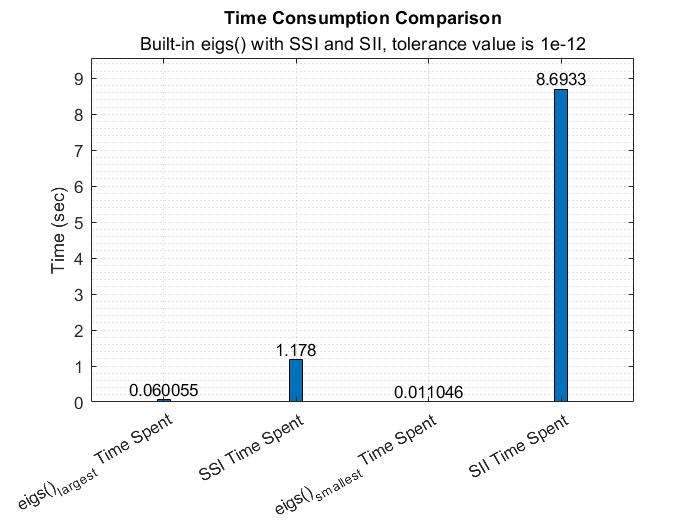 Time Consumption Comparison
Built-in eigs() with SSI and SII, tolerance value is 1e-12
Time (sec)
9
8
7
6
5
4
3
2
1
0
0.060055
1.178
0.011046
8.6933
eigs()largest Time Spent
SSI Time Spent
eigs()smallest Time Spent
SII Time Spent